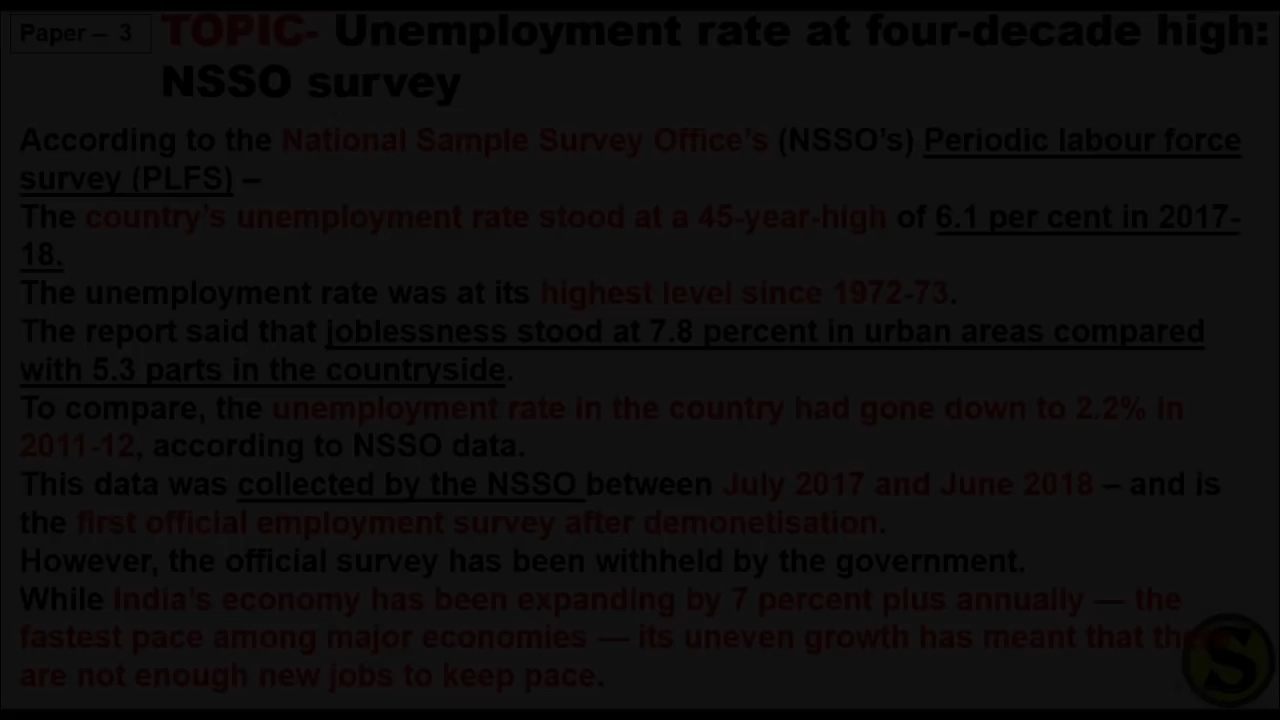 Paper – 3
TOPIC- Unemployment rate at four-decade high:
NSSO survey
According to the National Sample Survey Office's (NSSO's) Periodic labour force
survey (PLFS) –
The country's unemployment rate stood at a 45-year-high of 6.1 per cent in 2017-
18.
The unemployment rate was at its highest level since 1972-73.
The report said that joblessness stood at 7.8 percent in urban areas compared
with 5.3 parts in the countryside.
To compare, the unemployment rate in the country had gone down to 2.2% in
2011-12, according to NSSO data.
This data was collected by the NSSO between July 2017 and June 2018 – and is
the first official employment survey after demonetisation.
However, the official survey has been withheld by the government.
While India's economy has been expanding by 7 percent plus annually — the
fastest pace among major economies — its uneven growth has meant that
are not enough new jobs to keep pace.
S